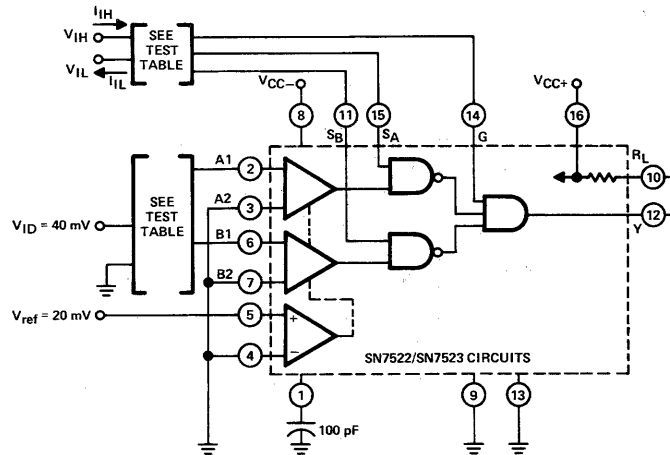 IIH
VIH
VIL
IIL
SEE
TEST
TABLE
VCC−
8
11
SB
15
SA
14
G
VCC+
16
RL
10
12
Y
VID = 40 mV
SEE
TEST
TABLE
A1
2
A2
3
B1
6
B2
7
Vref = 20 mV
5
+
4
−
SN7522/SN7523 CIRCUITS
1
100 pF
9
13